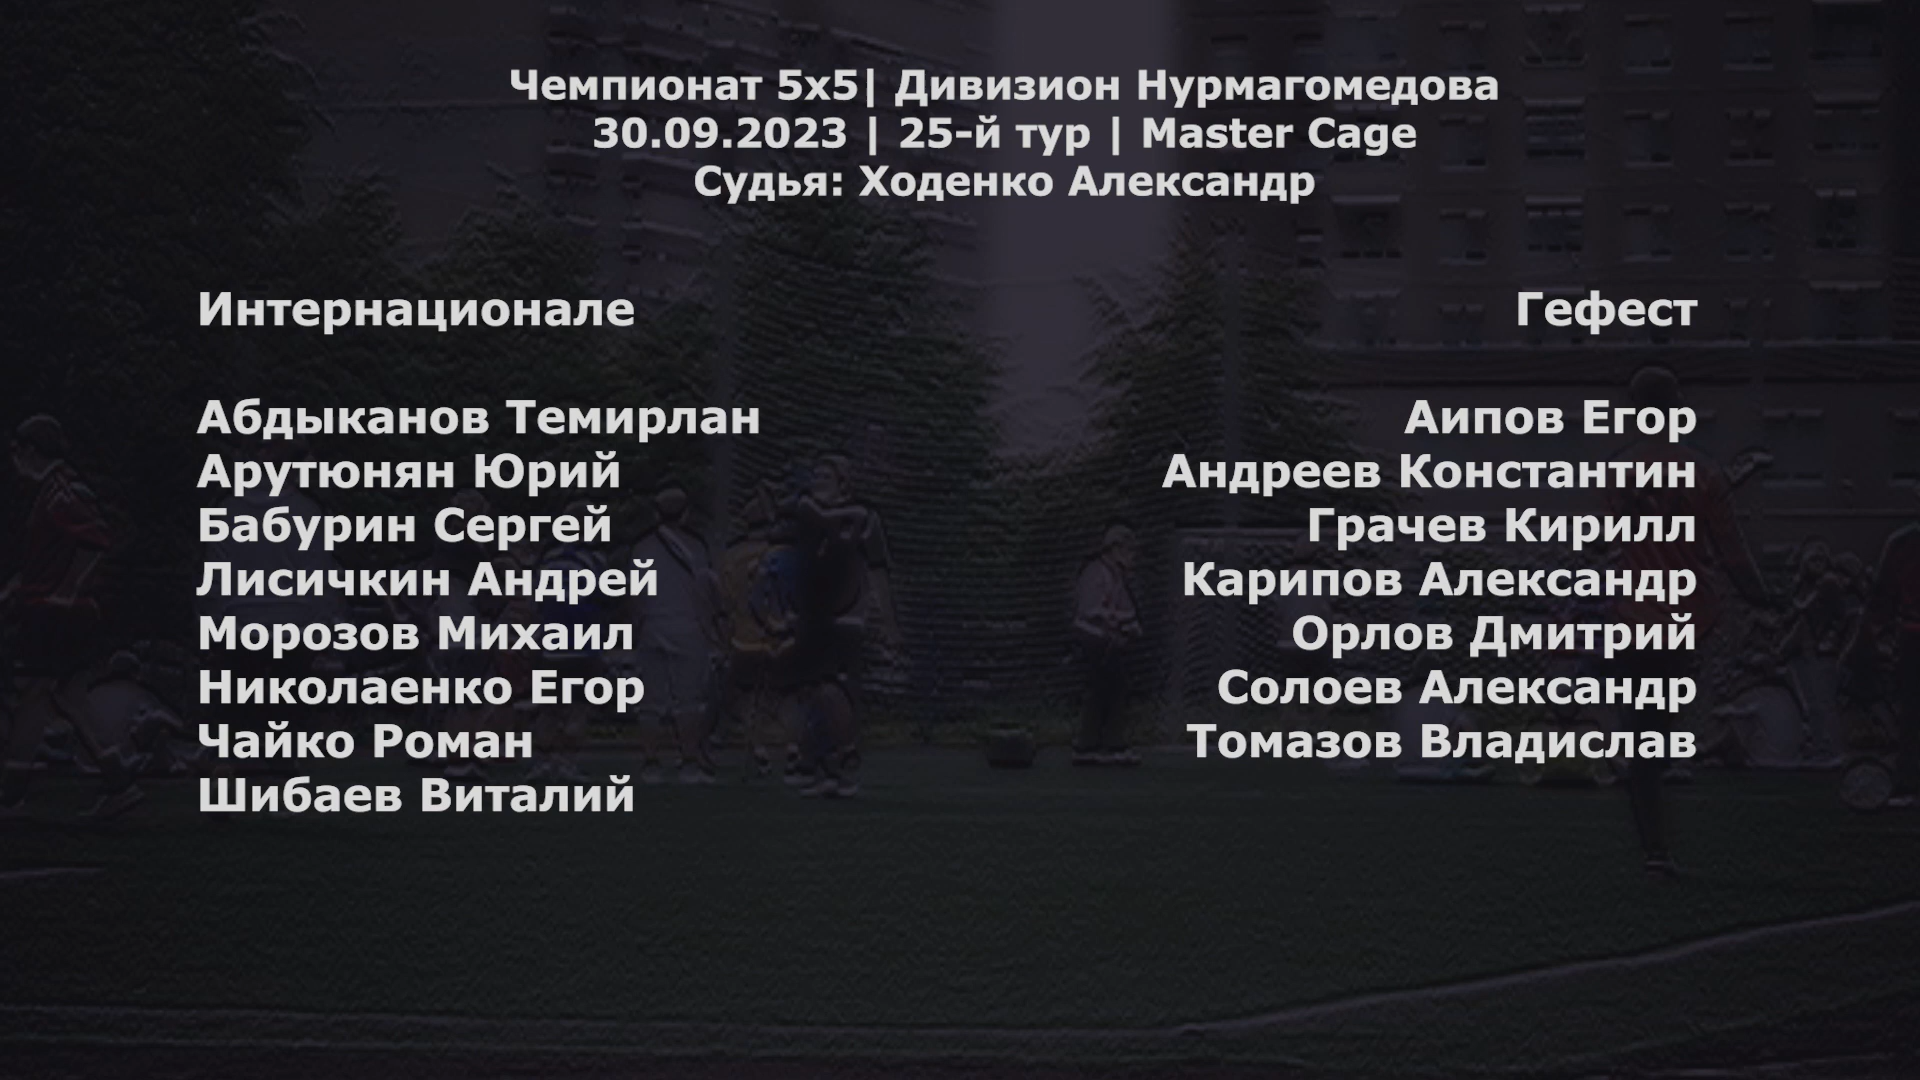 Чемпионат 5х5| Дивизион Нурмагомедова
30.09.2023 | 25-й тур | Master Cage
Судья: Ходенко Александр
Интернационале
Абдыканов Темирлан
Арутюнян Юрий
Бабурин Сергей
Лисичкин Андрей
Морозов Михаил
Николаенко Егор
Чайко Роман
Шибаев Виталий
Гефест
Аипов Егор
Андреев Константин
Грачев Кирилл
Карипов Александр
Орлов Дмитрий
Солоев Александр
Томазов Владислав